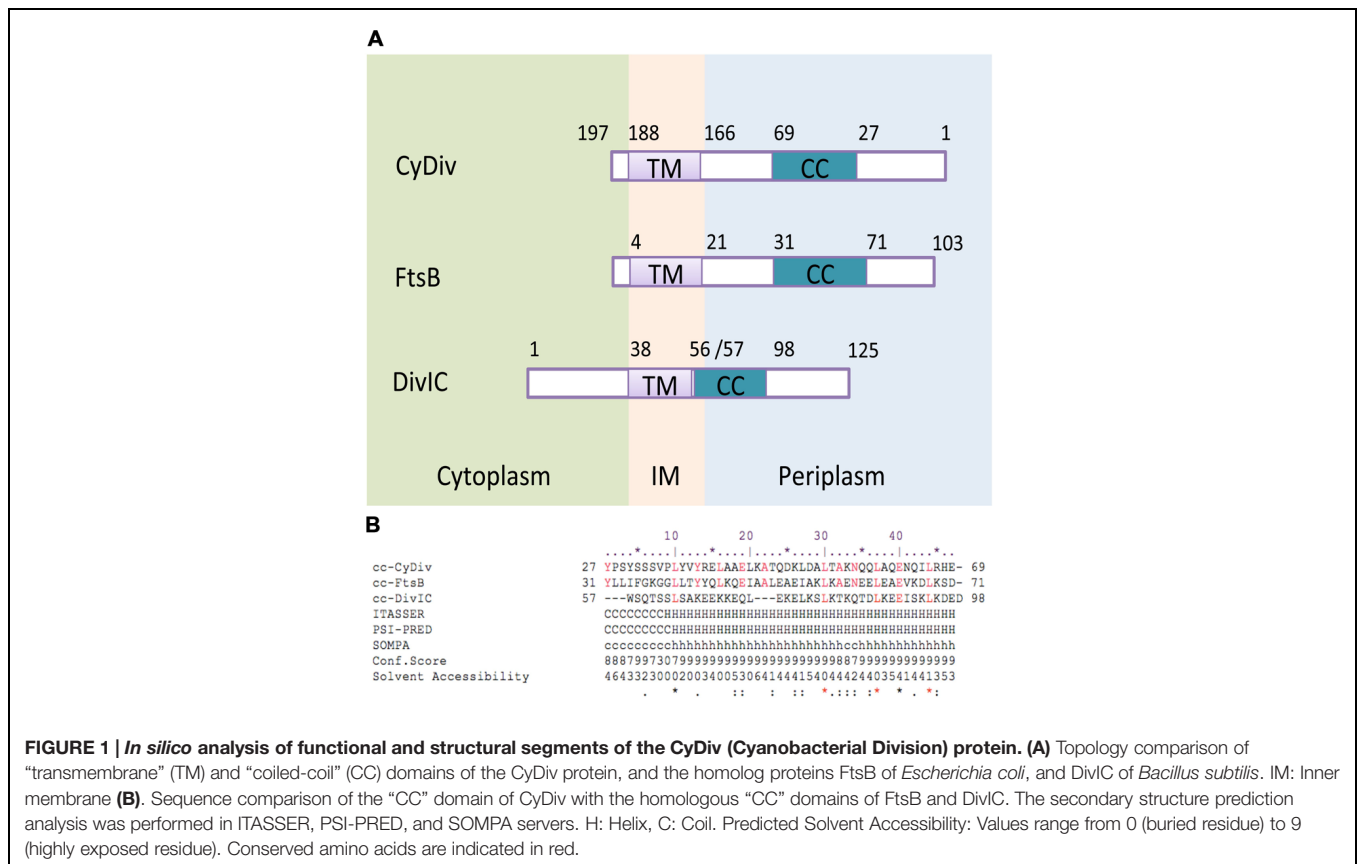 A
197 188 166 69 27 1
CyDiv TM CC
4 21 31 71 103
FtsB TM CC
1 38 56 /57 98 125
DivIC TM CC
Cytoplasm IM Periplasm
B
10 20 30 40
....*....|....*....|....*....|....*....|....*..
cc-CyDiv 27 YPSYSSSVPLYVYRELAAELKATQDKLDALTAKNQQLAQENQILRHE- 69
cc-FtsB 31 YLLIFGKGGLLTYYQLKQEIAALEAEIAKLKAENEELEAEVKDLKSD- 71
cc-DivIC 57 ---WSQTSSLSAKEEKKEQL---EKELKSLKTKQTDLKEEISKLKDED 98
ITASSER CCCCCCCCHHHHHHHHHHHHHHHHHHHHHHHHHHHHHHHHHHHHHHH
PSI-PRED CCCCCCCCCHHHHHHHHHHHHHHHHHHHHHHHHHHHHHHHHHHHHHH
SOMPA ccccccccchhhhhhhhhhhhhhhhhhhhhhhcchhhhhhhhhhhhh
Conf.Score 88879973079999999999999999999998879999999999999
Solvent Accessibility 46433230002003400530641444154044424403541441353
. * . :: : :: *.::: :* * . *:
FIGURE 1 | In silico analysis of functional and structural segments of the CyDiv (Cyanobacterial Division) protein. (A) Topology comparison of
“transmembrane” (TM) and “coiled-coil” (CC) domains of the CyDiv protein, and the homolog proteins FtsB of Escherichia coli, and DivIC of Bacillus subtilis. IM: Inner
membrane (B). Sequence comparison of the “CC” domain of CyDiv with the homologous “CC” domains of FtsB and DivIC. The secondary structure prediction
analysis was performed in ITASSER, PSI-PRED, and SOMPA servers. H: Helix, C: Coil. Predicted Solvent Accessibility: Values range from 0 (buried residue) to 9
(highly exposed residue). Conserved amino acids are indicated in red.